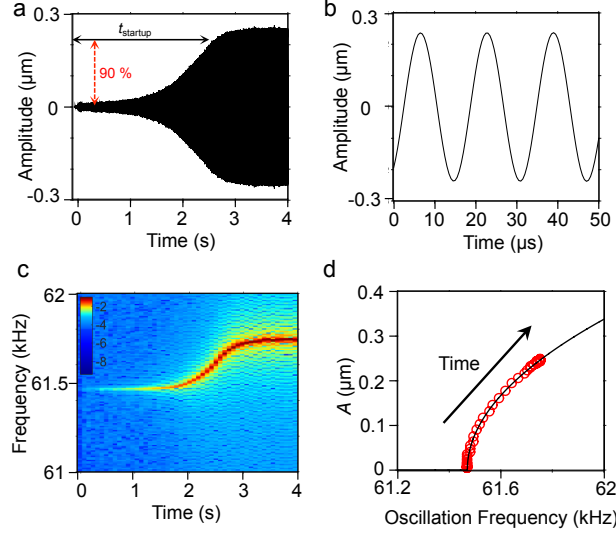 a
Amplitude (μm)
0.3
0
-0.3
t startup
90 %
0
1
2
3
4
Time (s)
b
Amplitude (μm)
0.3
0
-0.3
0
10
20
30
40
50
Time (μs)
c
Frequency (kHz)
62
61.5
61
-2
-4
-6
-8
0
1
2
3
4
Time (s)
d
A (μm)
0.4
0.3
0.2
0.1
0
Time
61.2
61.6
62
Oscillation Frequency (kHz)